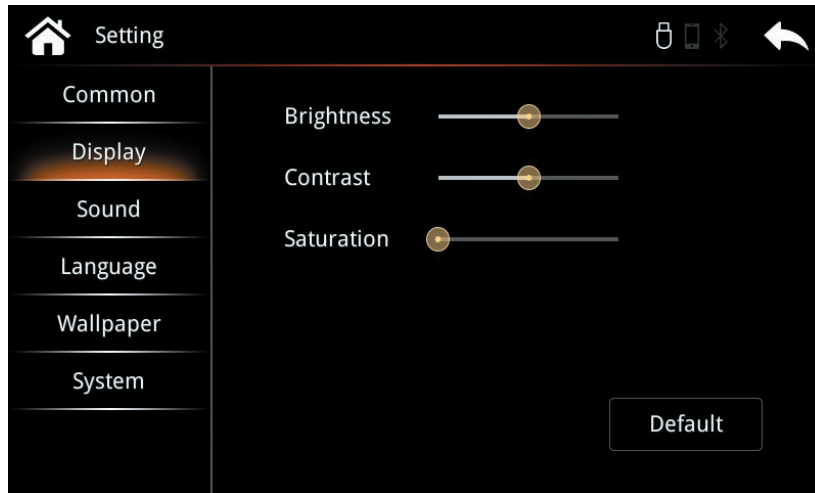 Setting
Common
Display
Sound
Language
Wallpaper
System
Brightness
Contrast
Saturation
Default